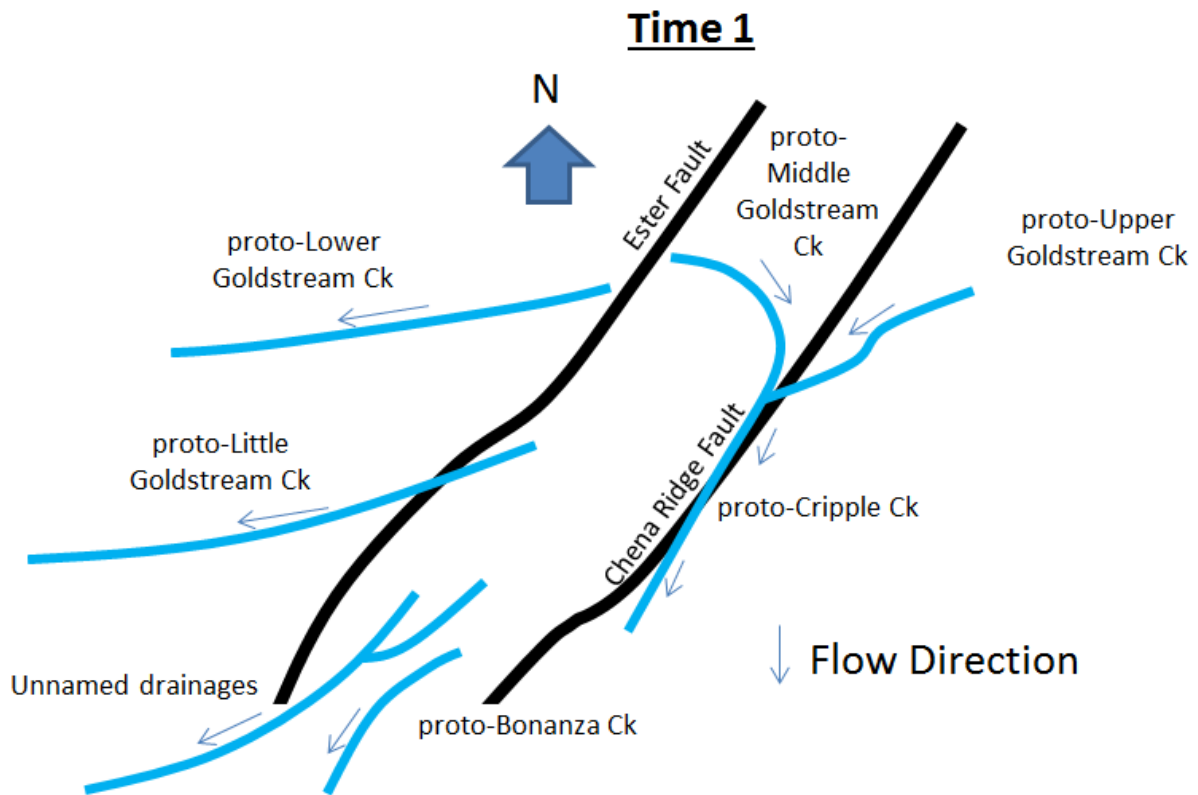 Time 1
N
proto-
Middle
Goldstream
Ck
Ester Fault
proto-Upper
Goldstream Ck
proto-Lower
Goldstream Ck
proto-Little
Goldstream Ck
Chena Ridge Fault
proto-Cripple Ck
Flow Direction
Unnamed drainages
proto-Bonanza Ck